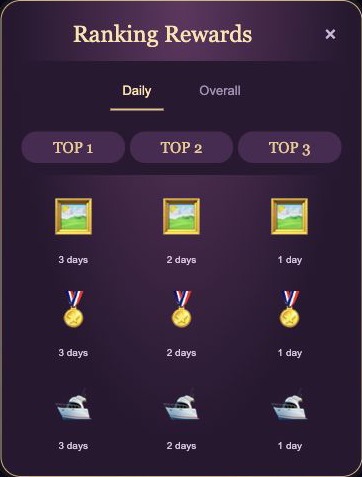 Ranking Rewards ×
Daily Overall
TOP 1 TOP 2 TOP 3
3 days 2 days 1 day
3 days 2 days 1 day
3 days 2 days 1 day